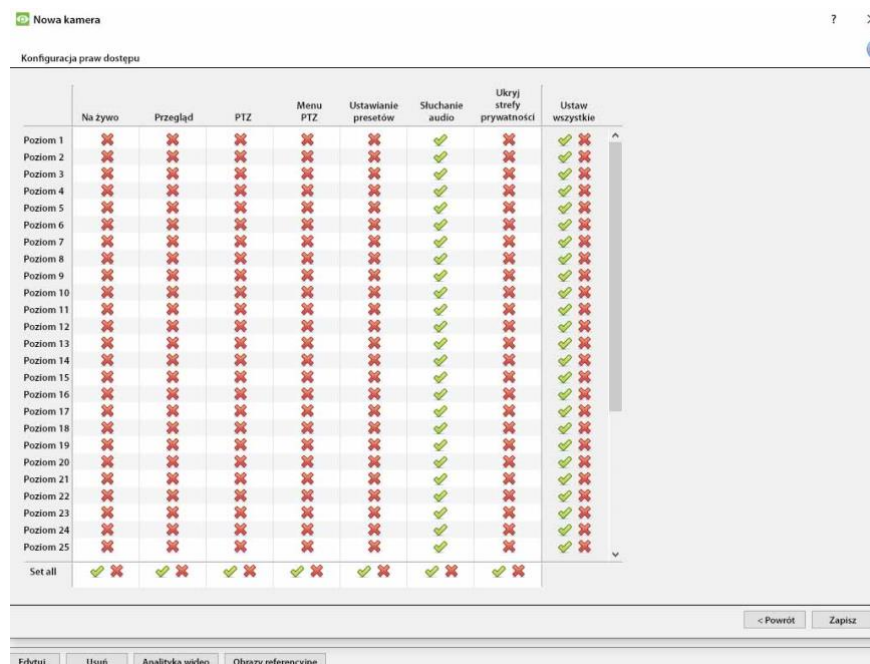 Nowa kamera ?
Konfiguracja praw dostępu
Na żywo Przegląd PTZ Menu PTZ Ustawianie presetów Słuchanie audio Ukryj strefy prywatności Ustaw wszystkie
Poziom 1
Poziom 2
Poziom 3
Poziom 4
Poziom 5
Poziom 6
Poziom 7
Poziom 8
Poziom 9
Poziom 10
Poziom 11
Poziom 12
Poziom 13
Poziom 14
Poziom 15
Poziom 16
Poziom 17
Poziom 18
Poziom 19
Poziom 20
Poziom 21
Poziom 22
Poziom 23
Poziom 24
Poziom 25
Set all
< Powrót Zapisz
Edytuj Usuń Analityka wideo Obrazy referencyjne